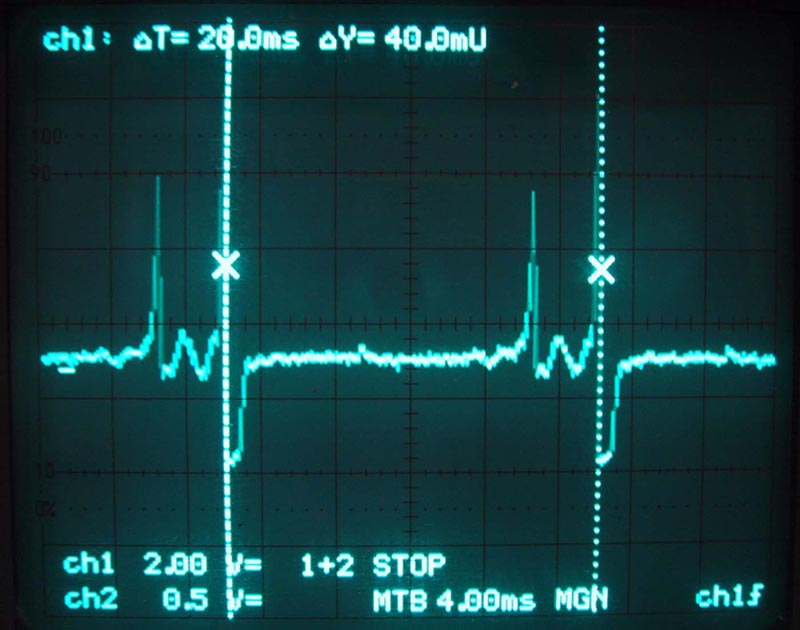 ch1: ΔT= 20.0ms ΔY= 40.0mU
100
90
10
0%
ch1 2.00 V= 1+2 STOP
ch2 0.5 V= MTB 4.00ms MGN ch1